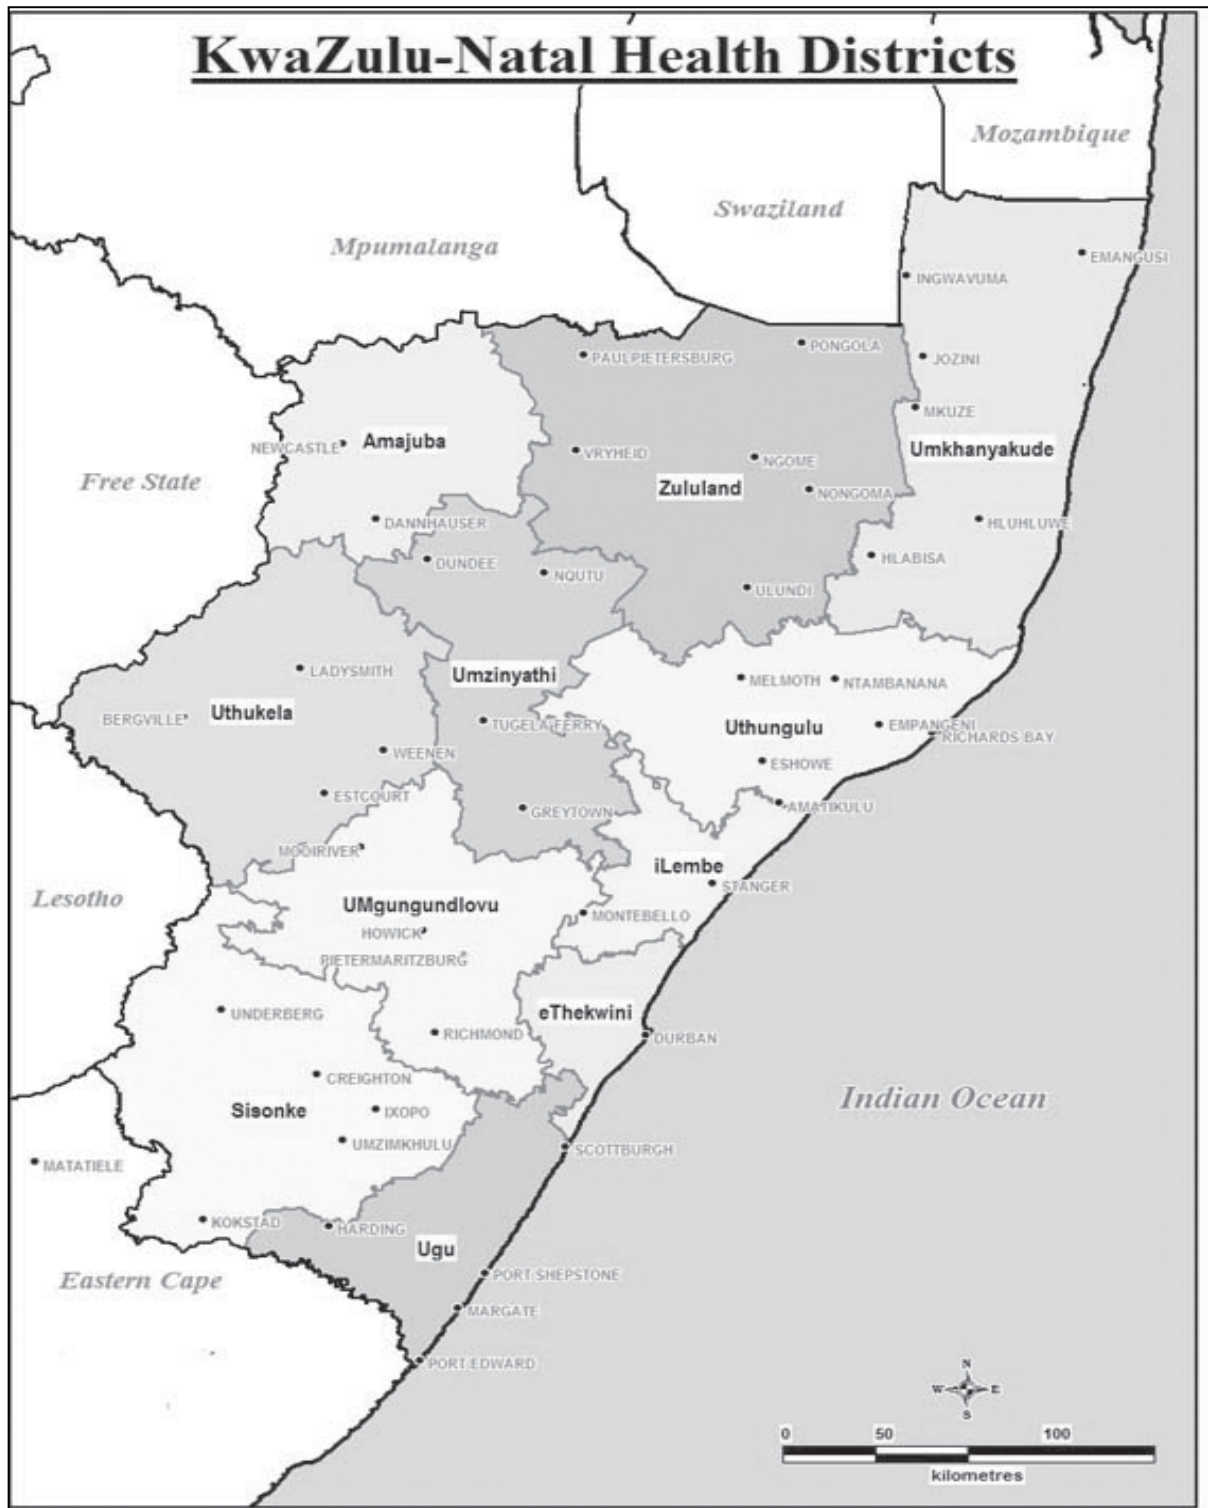 KwaZulu-Natal Health Districts
Mozambique
Swaziland
Mpumalanga
EMANGUSI
INGWAVUMA
PONGOLA
PAULPIETERSBURG
JOZINI
MKUZE
Amajuba
NEWCASTLE
Umkhanyakude
VRYHEID
NGOME
Free State
Zululand
NONGOMA
DANNHAUSER
HLUHLUWE
DUNDEE
HLABISA
NQUTU
ULUNDI
LADYSMITH
Umzinyathi
MELMOTH
NTAMBANANA
BERGVILLE
Uthukela
TUGELA FERRY
Uthungulu
EMPANGENI
RICHARDS BAY
WEENEN
ESHOWE
ESTCOURT
GREYTOWN
AMATIKULU
MOOIRIVER
iLembe
Lesotho
STANGER
UMgungundlovu
MONTEBELLO
HOWICK
PIETERMARITZBURG
UNDERBERG
eThekwini
RICHMOND
DURBAN
CREIGHTON
Indian Ocean
Sisonke
IXOPO
UMZIMKHULU
SCOTTBURGH
MATATIELE
KOKSTAD
HARDING
Ugu
Eastern Cape
PORT SHEPSTONE
MARGATE
PORT EDWARD
N
W E
S
0 50 100
kilometres